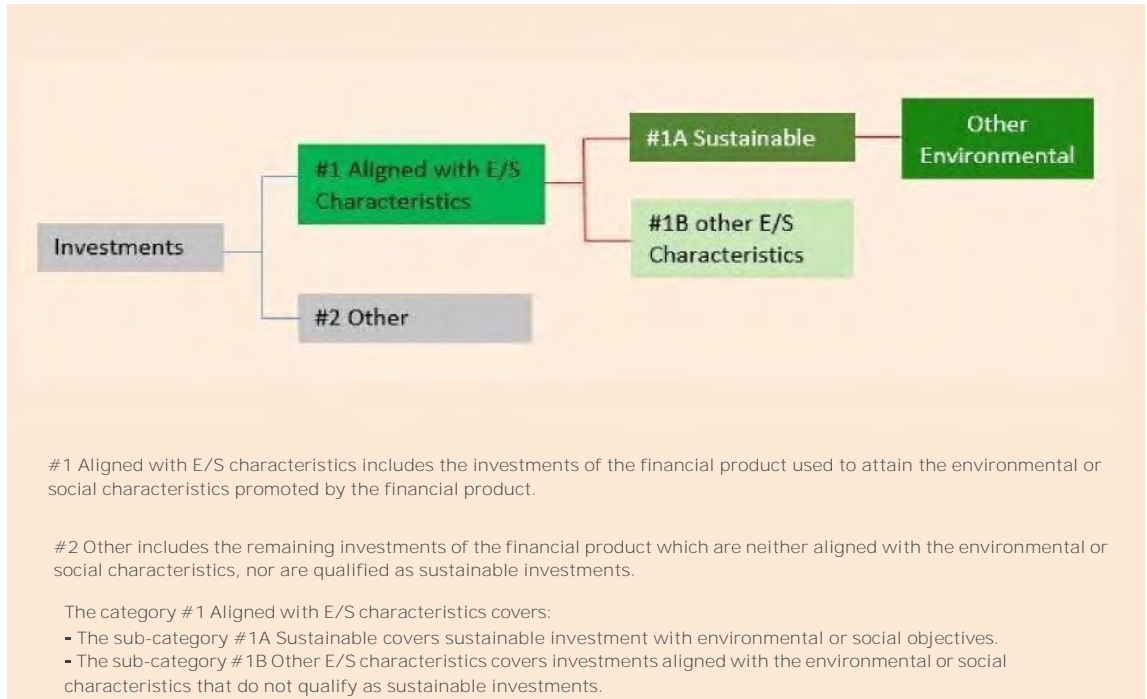 Other
Environmental
#1A Sustainable
#1 Aligned with E/S
Characteristics
#1B other E/S
Characteristics
Investments
#2 Other
#1 Aligned with E/S characteristics includes the investments of the financial product used to attain the environmental or
social characteristics promoted by the financial product.
#2 Other includes the remaining investments of the financial product which are neither aligned with the environmental or
social characteristics, nor are qualified as sustainable investments.
The category #1 Aligned with E/S characteristics covers:
- The sub-category #1A Sustainable covers sustainable investment with environmental or social objectives.
- The sub-category #1B Other E/S characteristics covers investments aligned with the environmental or social
characteristics that do not qualify as sustainable investments.